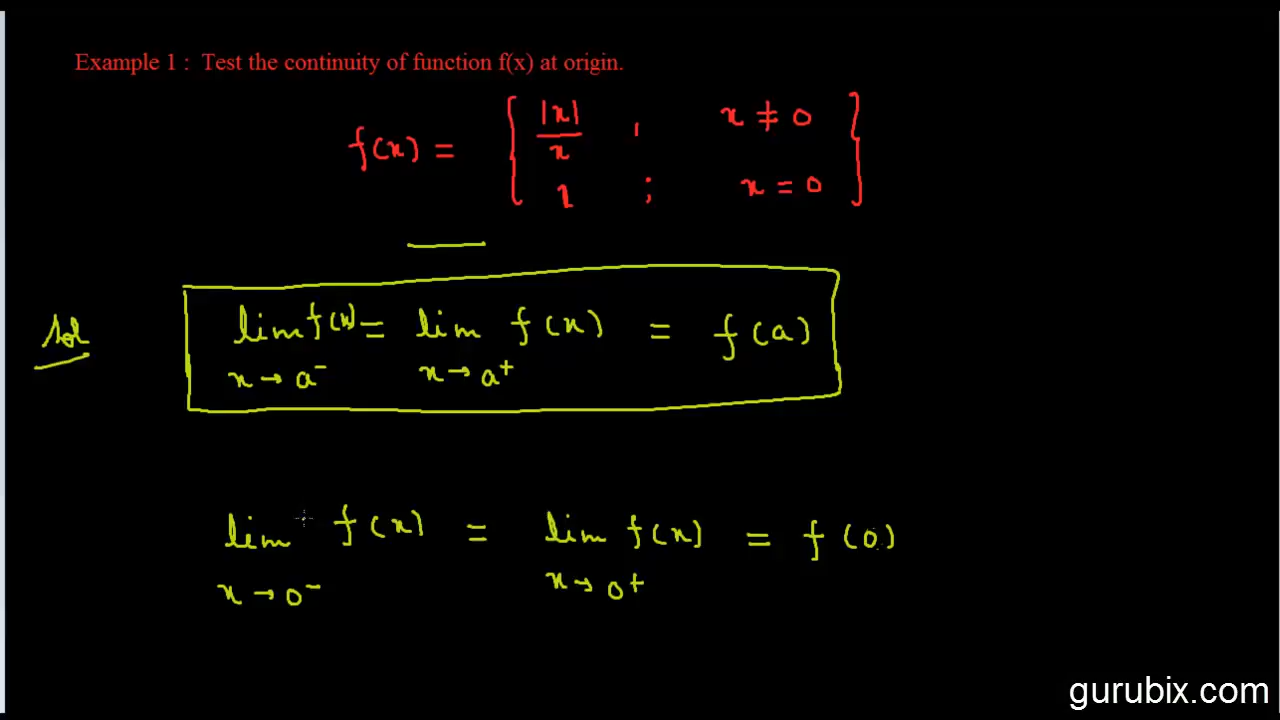 Example 1 : Test the continuity of function f(x) at origin.
f(x) = { |x|/x , x ≠ 0
1 ; x = 0 }
Sol
lim f(x) = lim f(x) = f(a)
x → a⁻ x → a⁺
lim f(x) = lim f(x) = f(0)
x → 0⁻ x → 0⁺
gurubix.com